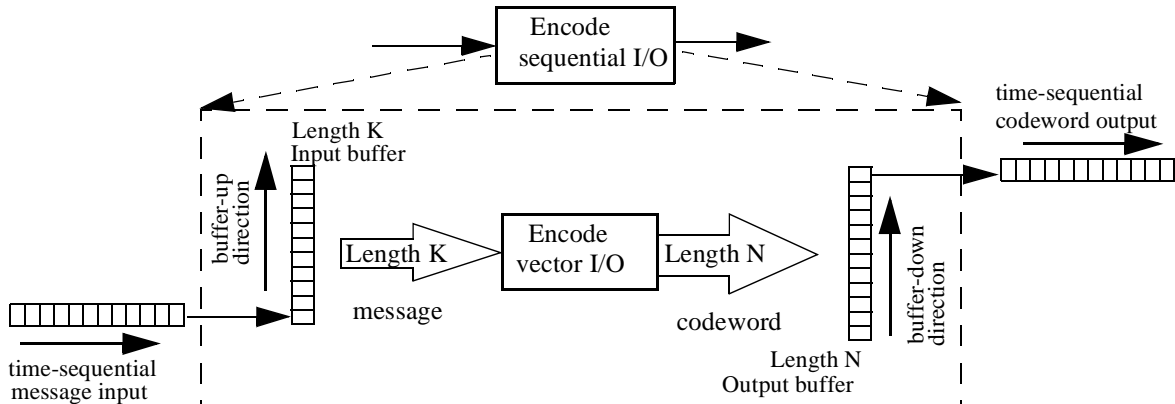 Encode
sequential I/O
time-sequential
codeword output
Length K
Input buffer
buffer-up
direction
Length K
message
Encode
vector I/O
Length N
codeword
buffer-down
direction
time-sequential
message input
Length N
Output buffer